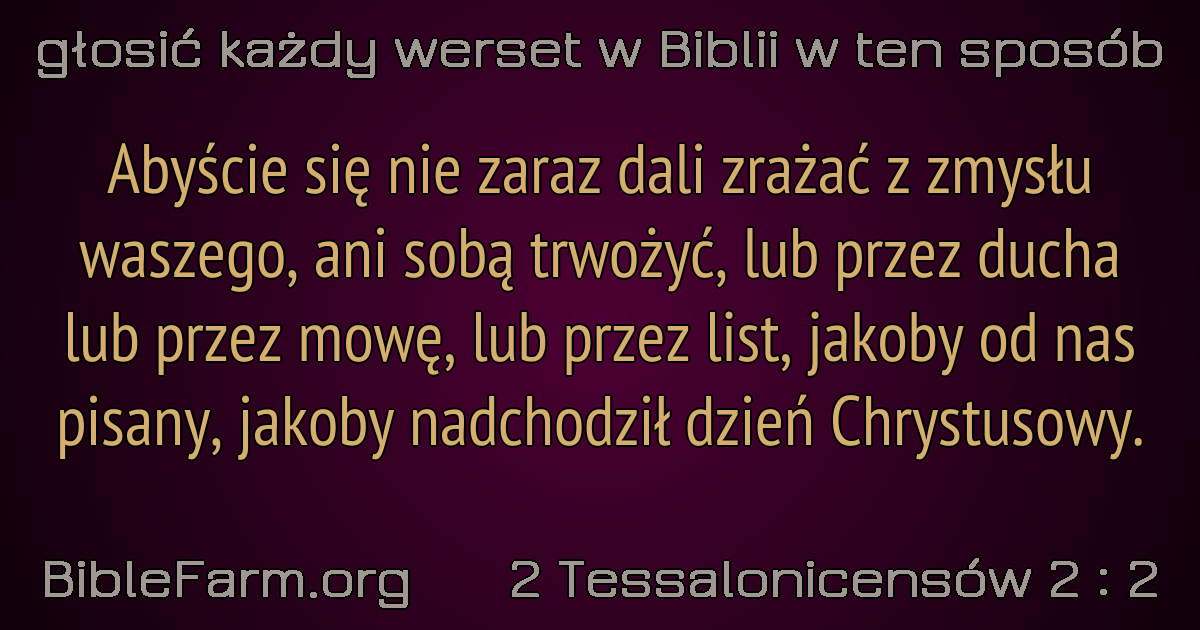 głosić każdy werset w Biblii w ten sposób
Abyście się nie zaraz dali zrażać z zmysłu
waszego, ani sobą trwożyć, lub przez ducha
lub przez mowę, lub przez list, jakoby od nas
pisany, jakoby nadchodził dzień Chrystusowy.
BibleFarm.org 2 Tessalonicensów 2 : 2